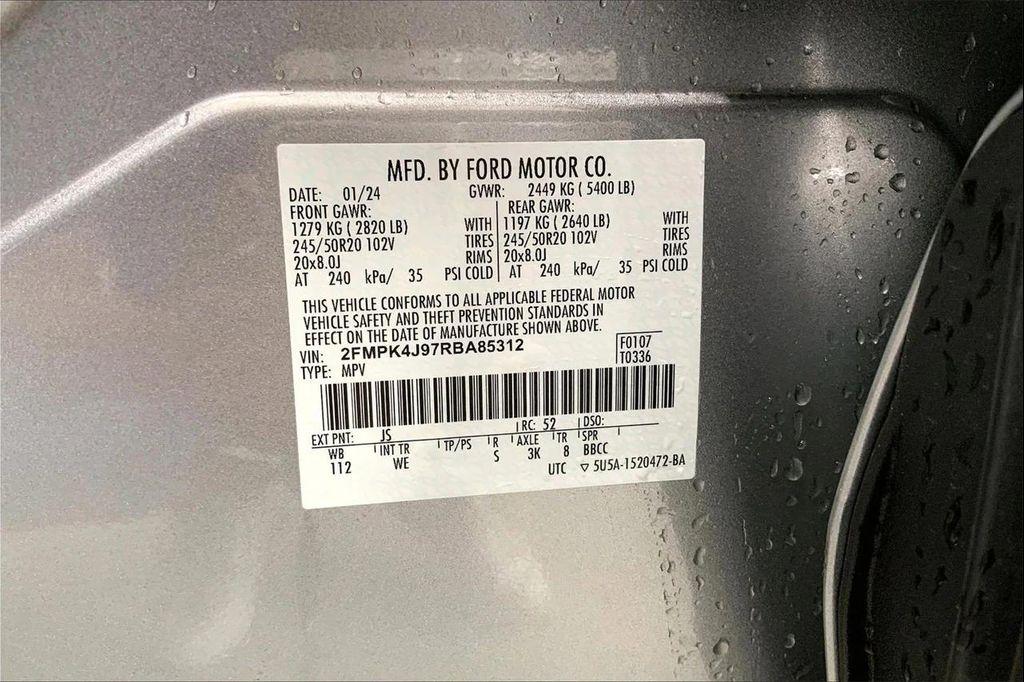 MFD. BY FORD MOTOR CO.
DATE: 01/24 GVWR: 2449 KG ( 5400 LB)
FRONT GAWR: REAR GAWR:
1279 KG ( 2820 LB) WITH 1197 KG ( 2640 LB) WITH
245/50R20 102V TIRES 245/50R20 102V TIRES
20x8.0J RIMS 20x8.0J RIMS
AT 240 kPa/ 35 PSI COLD AT 240 kPa/ 35 PSI COLD
THIS VEHICLE CONFORMS TO ALL APPLICABLE FEDERAL MOTOR
VEHICLE SAFETY AND THEFT PREVENTION STANDARDS IN
EFFECT ON THE DATE OF MANUFACTURE SHOWN ABOVE.
VIN: 2FMPK4J97RBA85312 F0107
TYPE: MPV T0336
EXT PNT: JS RC: 52 DSO:
WB INT TR TP/PS R AXLE TR SPR
112 WE S 3K 8 BBCC
UTC ▽ 5U5A-1520472-BA